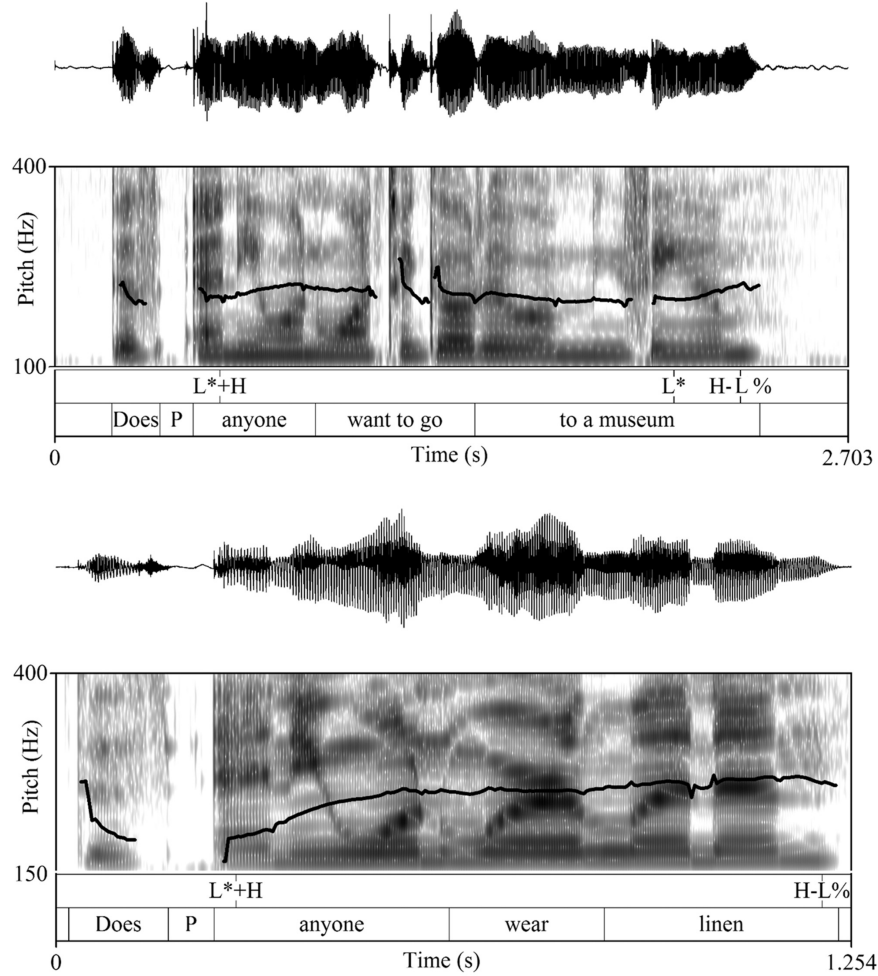 400
Pitch (Hz)
100
L*+H L* H- L %
Does P anyone want to go to a museum
0 Time (s) 2.703
400
Pitch (Hz)
150
L*+H H-L%
Does P anyone wear linen
0 Time (s) 1.254